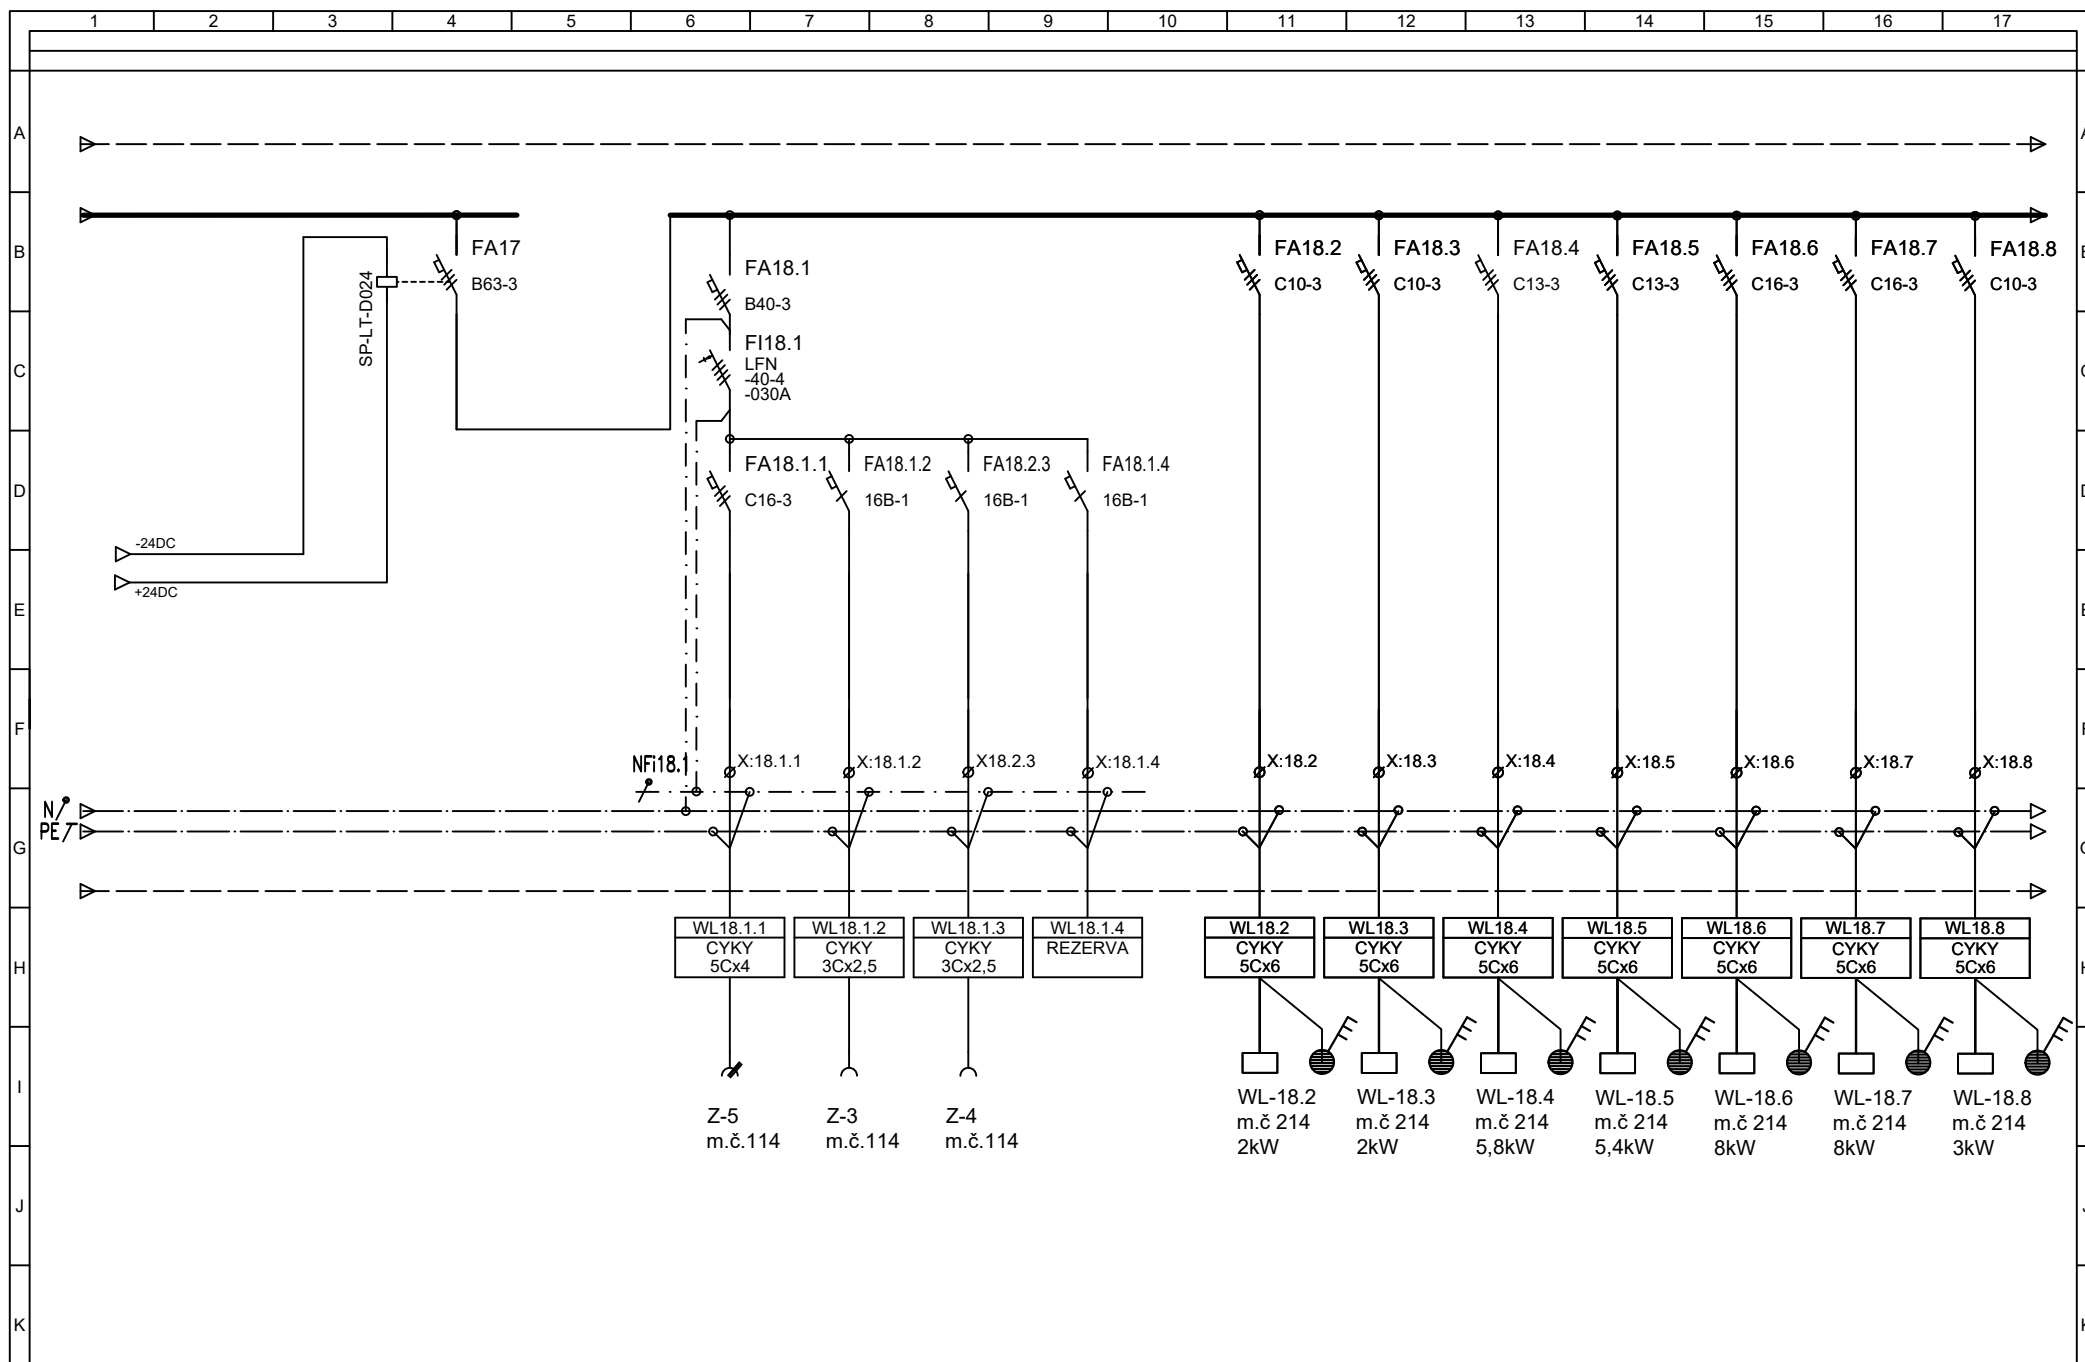 1 2 3 4 5 6 7 8 9 10 11 12 13 14 15 16 17
A
B
C
D
E
F
G
H
I
J
K
FA17
B63-3
SP-LT-D024
-24DC
+24DC
FA18.1
B40-3
FI18.1
LFN
-40-4
-030A
FA18.1.1
C16-3
FA18.1.2
16B-1
FA18.2.3
16B-1
FA18.1.4
16B-1
FA18.2
C10-3
FA18.3
C10-3
FA18.4
C13-3
FA18.5
C13-3
FA18.6
C16-3
FA18.7
C16-3
FA18.8
C10-3
NFi18.1
X:18.1.1
X:18.1.2
X18.2.3
X:18.1.4
X:18.2
X:18.3
X:18.4
X:18.5
X:18.6
X:18.7
X:18.8
N
PE
WL18.1.1
CYKY
5Cx4
WL18.1.2
CYKY
3Cx2,5
WL18.1.3
CYKY
3Cx2,5
WL18.1.4
REZERVA
WL18.2
CYKY
5Cx6
WL18.3
CYKY
5Cx6
WL18.4
CYKY
5Cx6
WL18.5
CYKY
5Cx6
WL18.6
CYKY
5Cx6
WL18.7
CYKY
5Cx6
WL18.8
CYKY
5Cx6
Z-5
m.č.114
Z-3
m.č.114
Z-4
m.č.114
WL-18.2
m.č 214
2kW
WL-18.3
m.č 214
2kW
WL-18.4
m.č 214
5,8kW
WL-18.5
m.č 214
5,4kW
WL-18.6
m.č 214
8kW
WL-18.7
m.č 214
8kW
WL-18.8
m.č 214
3kW